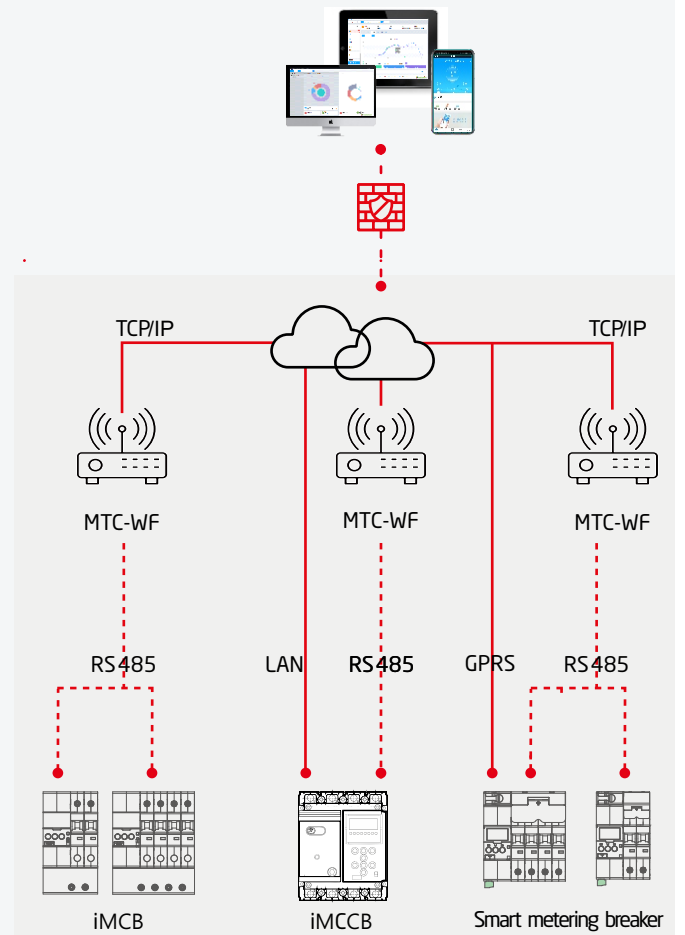 TCP/IP
TCP/IP
MTC-WF
MTC-WF
MTC-WF
RS485
LAN
RS485
GPRS
RS485
iMCB
iMCCB
Smart metering breaker